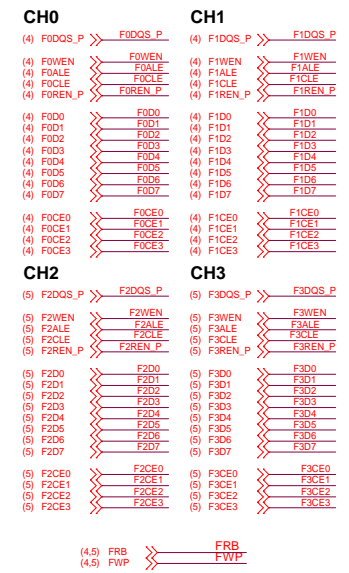 CH0
(4) F0DQS_P F0DQS_P
(4) F0WEN F0WEN
(4) F0ALE F0ALE
(4) F0CLE F0CLE
(4) F0REN_P F0REN_P
(4) F0D0 F0D0
(4) F0D1 F0D1
(4) F0D2 F0D2
(4) F0D3 F0D3
(4) F0D4 F0D4
(4) F0D5 F0D5
(4) F0D6 F0D6
(4) F0D7 F0D7
(4) F0CE0 F0CE0
(4) F0CE1 F0CE1
(4) F0CE2 F0CE2
(4) F0CE3 F0CE3
CH1
(4) F1DQS_P F1DQS_P
(4) F1WEN F1WEN
(4) F1ALE F1ALE
(4) F1CLE F1CLE
(4) F1REN_P F1REN_P
(4) F1D0 F1D0
(4) F1D1 F1D1
(4) F1D2 F1D2
(4) F1D3 F1D3
(4) F1D4 F1D4
(4) F1D5 F1D5
(4) F1D6 F1D6
(4) F1D7 F1D7
(4) F1CE0 F1CE0
(4) F1CE1 F1CE1
(4) F1CE2 F1CE2
(4) F1CE3 F1CE3
CH2
(5) F2DQS_P F2DQS_P
(5) F2WEN F2WEN
(5) F2ALE F2ALE
(5) F2CLE F2CLE
(5) F2REN_P F2REN_P
(5) F2D0 F2D0
(5) F2D1 F2D1
(5) F2D2 F2D2
(5) F2D3 F2D3
(5) F2D4 F2D4
(5) F2D5 F2D5
(5) F2D6 F2D6
(5) F2D7 F2D7
(5) F2CE0 F2CE0
(5) F2CE1 F2CE1
(5) F2CE2 F2CE2
(5) F2CE3 F2CE3
CH3
(5) F3DQS_P F3DQS_P
(5) F3WEN F3WEN
(5) F3ALE F3ALE
(5) F3CLE F3CLE
(5) F3REN_P F3REN_P
(5) F3D0 F3D0
(5) F3D1 F3D1
(5) F3D2 F3D2
(5) F3D3 F3D3
(5) F3D4 F3D4
(5) F3D5 F3D5
(5) F3D6 F3D6
(5) F3D7 F3D7
(5) F3CE0 F3CE0
(5) F3CE1 F3CE1
(5) F3CE2 F3CE2
(5) F3CE3 F3CE3
(4,5) FRB FRB
(4,5) FWP FWP